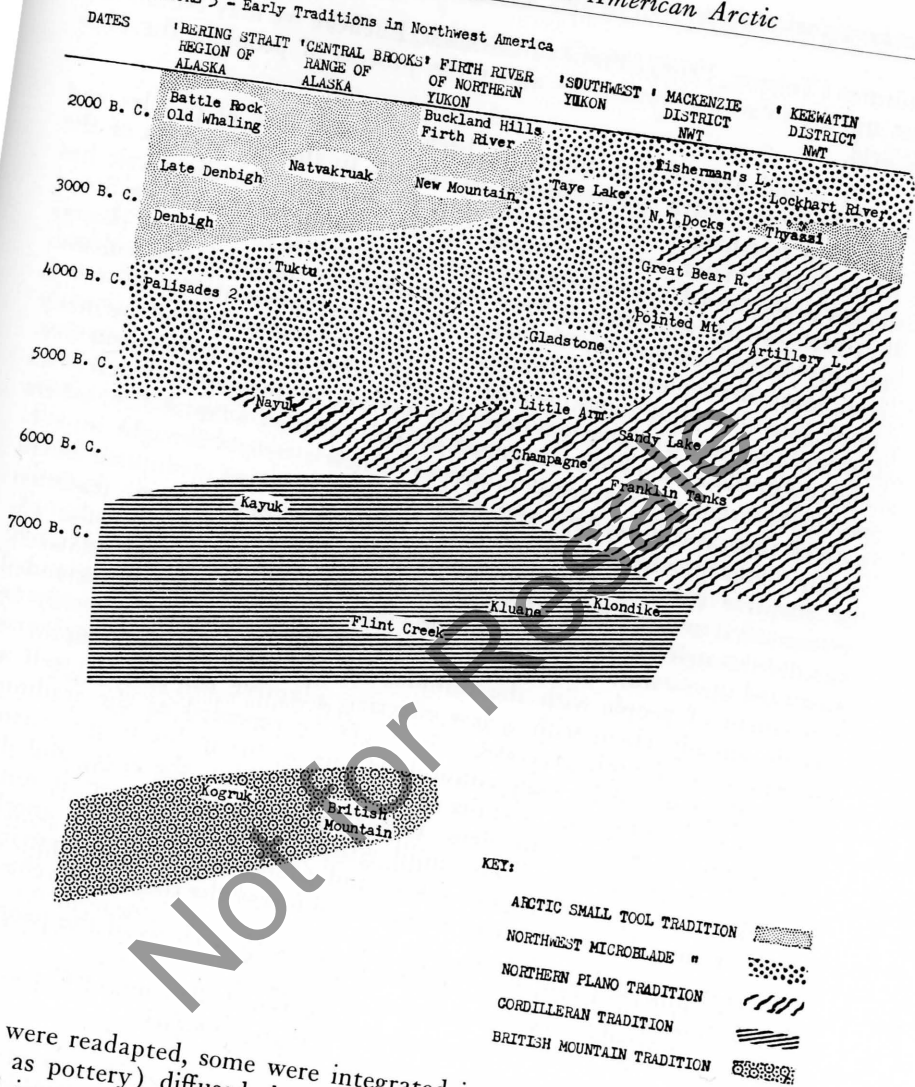 American Arctic
5 - Early Traditions in Northwest America
DATES
'BERING STRAIT
REGION OF
ALASKA
'CENTRAL BROOKS'
RANGE OF
ALASKA
FIRTH RIVER
OF NORTHERN
YUKON
'SOUTHWEST '
YUKON
MACKENZIE
DISTRICT
NWT
' KEEWATIN
DISTRICT
NWT
2000 B. C.
3000 B. C.
4000 B. C.
5000 B. C.
6000 B. C.
7000 B. C.
Battle Rock
Old Whaling
Buckland Hills
Firth River
Fisherman's L.
Lockhart River
Late Denbigh
Natvakruak
New Mountain
Taye Lake
Denbigh
N.T.Docks
Thyazzi
Palisades 2
Tuktu
Great Bear R.
Pointed Mt.
Gladstone
Artillery L.
Nayuk
Little Arm
Sandy Lake
Champagne
Franklin Tanks
Kayuk
Flint Creek
Kluane
Klondike
Kogruk
British
Mountain
KEY:
ARCTIC SMALL TOOL TRADITION
NORTHWEST MICROBLADE "
NORTHERN PLANO TRADITION
CORDILLERAN TRADITION
BRITISH MOUNTAIN TRADITION
were readapted, some were integrated
as pottery)
Not for Resale